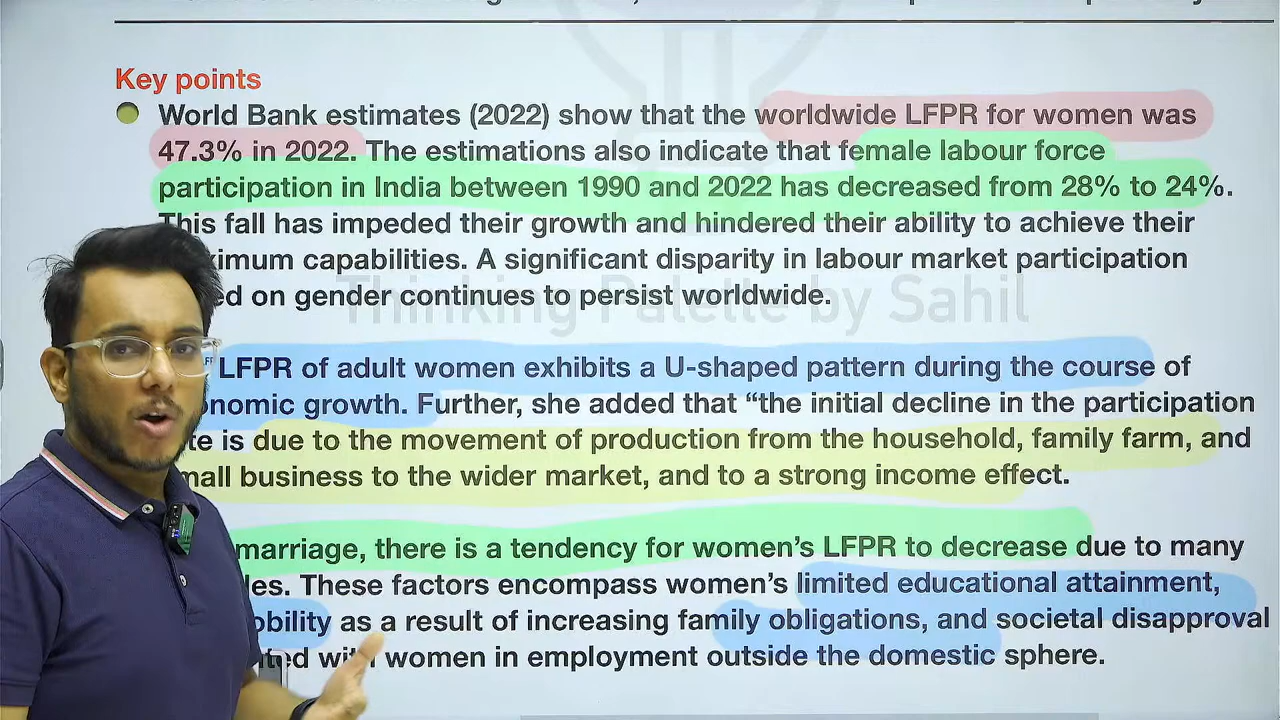 Key points
World Bank estimates (2022) show that the worldwide LFPR for women was
47.3% in 2022. The estimations also indicate that female labour force
participation in India between 1990 and 2022 has decreased from 28% to 24%.
This fall has impeded their growth and hindered their ability to achieve their
capabilities. A significant disparity in labour market participation
on gender continues to persist worldwide.
Thinking Palette by Sahil
LFPR of adult women exhibits a U-shaped pattern during the course of
growth. Further, she added that “the initial decline in the participation
is due to the movement of production from the household, family farm, and
business to the wider market, and to a strong income effect.
marriage, there is a tendency for women’s LFPR to decrease due to many
These factors encompass women’s limited educational attainment,
as a result of increasing family obligations, and societal disapproval
women in employment outside the domestic sphere.